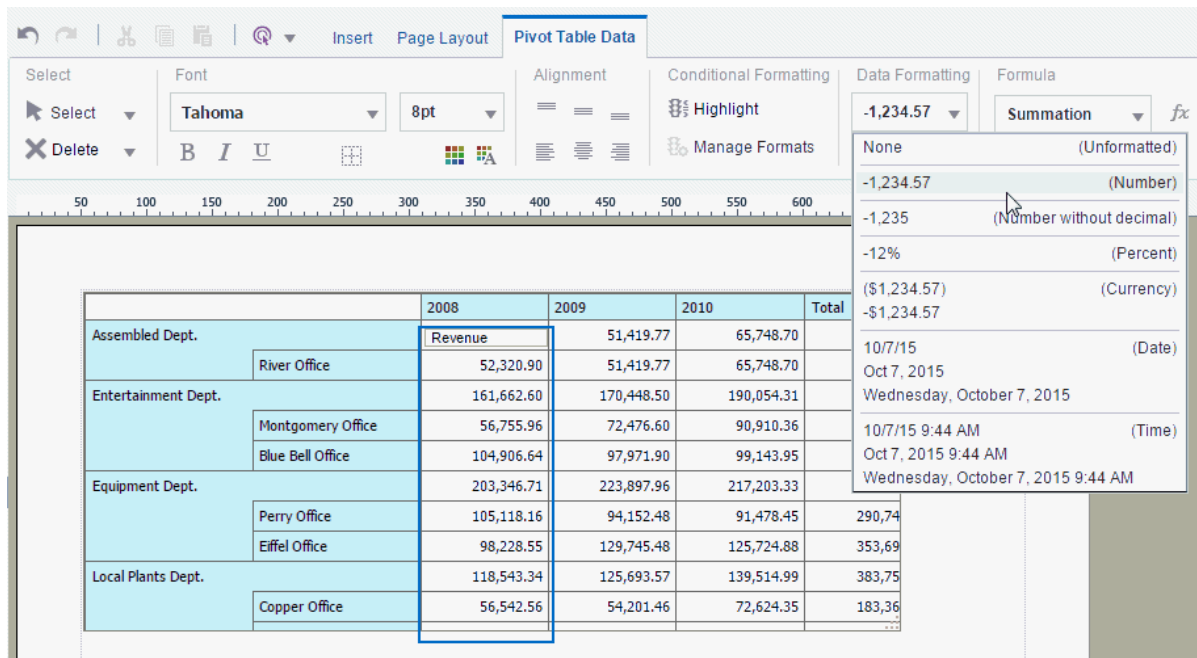 Insert Page Layout Pivot Table Data
Select Font Alignment Conditional Formatting Data Formatting Formula
Select Tahoma 8pt Highlight -1,234.57 Summation fx
Delete B I U A Manage Formats
None (Unformatted)
-1,234.57 (Number)
-1,235 (Number without decimal)
-12% (Percent)
($1,234.57) (Currency)
-$1,234.57
10/7/15 (Date)
Oct 7, 2015
Wednesday, October 7, 2015
10/7/15 9:44 AM (Time)
Oct 7, 2015 9:44 AM
Wednesday, October 7, 2015 9:44 AM
50 100 150 200 250 300 350 400 450 500 550 600
2008 2009 2010 Total
Assembled Dept. Revenue 51,419.77 65,748.70
River Office 52,320.90 51,419.77 65,748.70
Entertainment Dept. 161,662.60 170,448.50 190,054.31
Montgomery Office 56,755.96 72,476.60 90,910.36
Blue Bell Office 104,906.64 97,971.90 99,143.95
Equipment Dept. 203,346.71 223,897.96 217,203.33
Perry Office 105,118.16 94,152.48 91,478.45 290,74
Eiffel Office 98,228.55 129,745.48 125,724.88 353,69
Local Plants Dept. 118,543.34 125,693.57 139,514.99 383,75
Copper Office 56,542.56 54,201.46 72,624.35 183,36